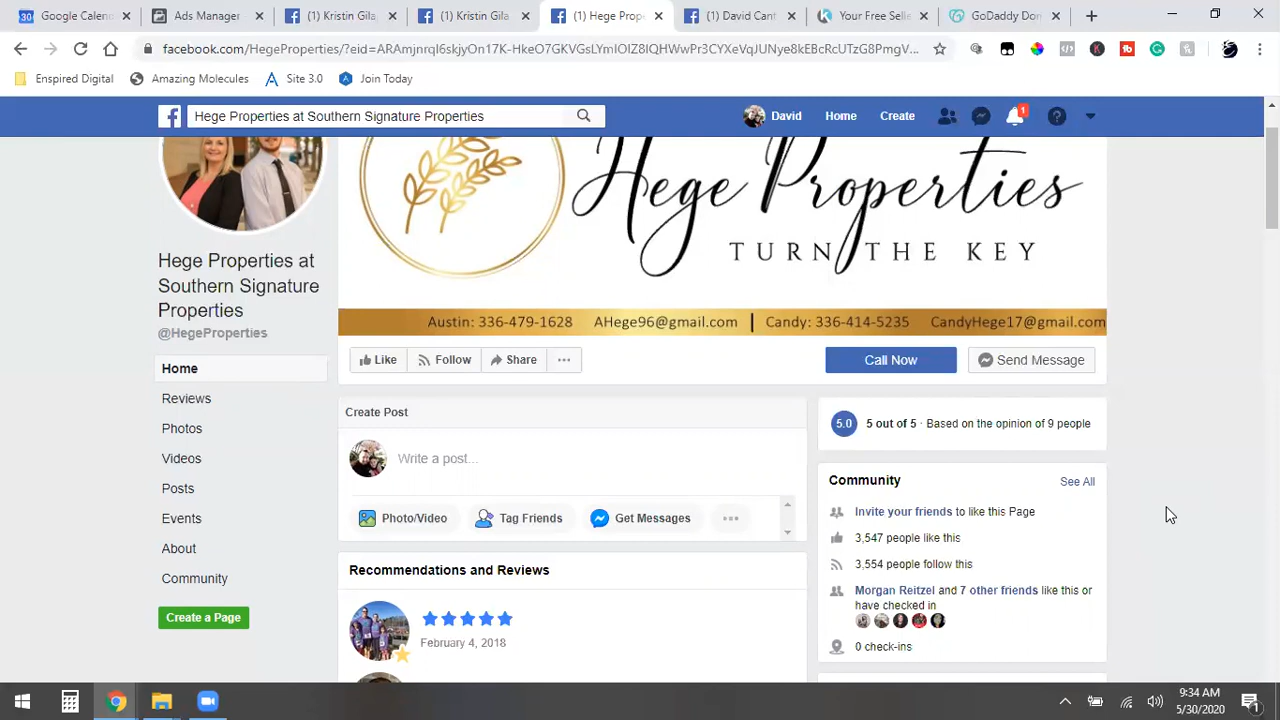 Google Calen
Ads Manager
(1) Kristin Gila
(1) Kristin Gila
(1) Hege Prope
(1) David Cant
Your Free Selle
GoDaddy Don
facebook.com/HegeProperties/?eid=
Enspired Digital
Amazing Molecules
Site 3.0
Join Today
Hege Properties at Southern Signature Properties
David
Home
Create
1
Hege Properties
TURN THE KEY
Austin: 336-479-1628
AHege96@gmail.com
Candy: 336-414-5235
CandyHege17@gmail.com
Hege Properties at
Southern Signature
Properties
@HegeProperties
Like
Follow
Share
Call Now
Send Message
Home
Reviews
Photos
Videos
Posts
Events
About
Community
Create a Page
Create Post
Write a post...
Photo/Video
Tag Friends
Get Messages
Recommendations and Reviews
February 4, 2018
5.0
5 out of 5 · Based on the opinion of 9 people
Community
See All
Invite your friends to like this Page
3,547 people like this
3,554 people follow this
Morgan Reitzel and 7 other friends like this or
have checked in
0 check-ins
9:34 AM
5/30/2020
1